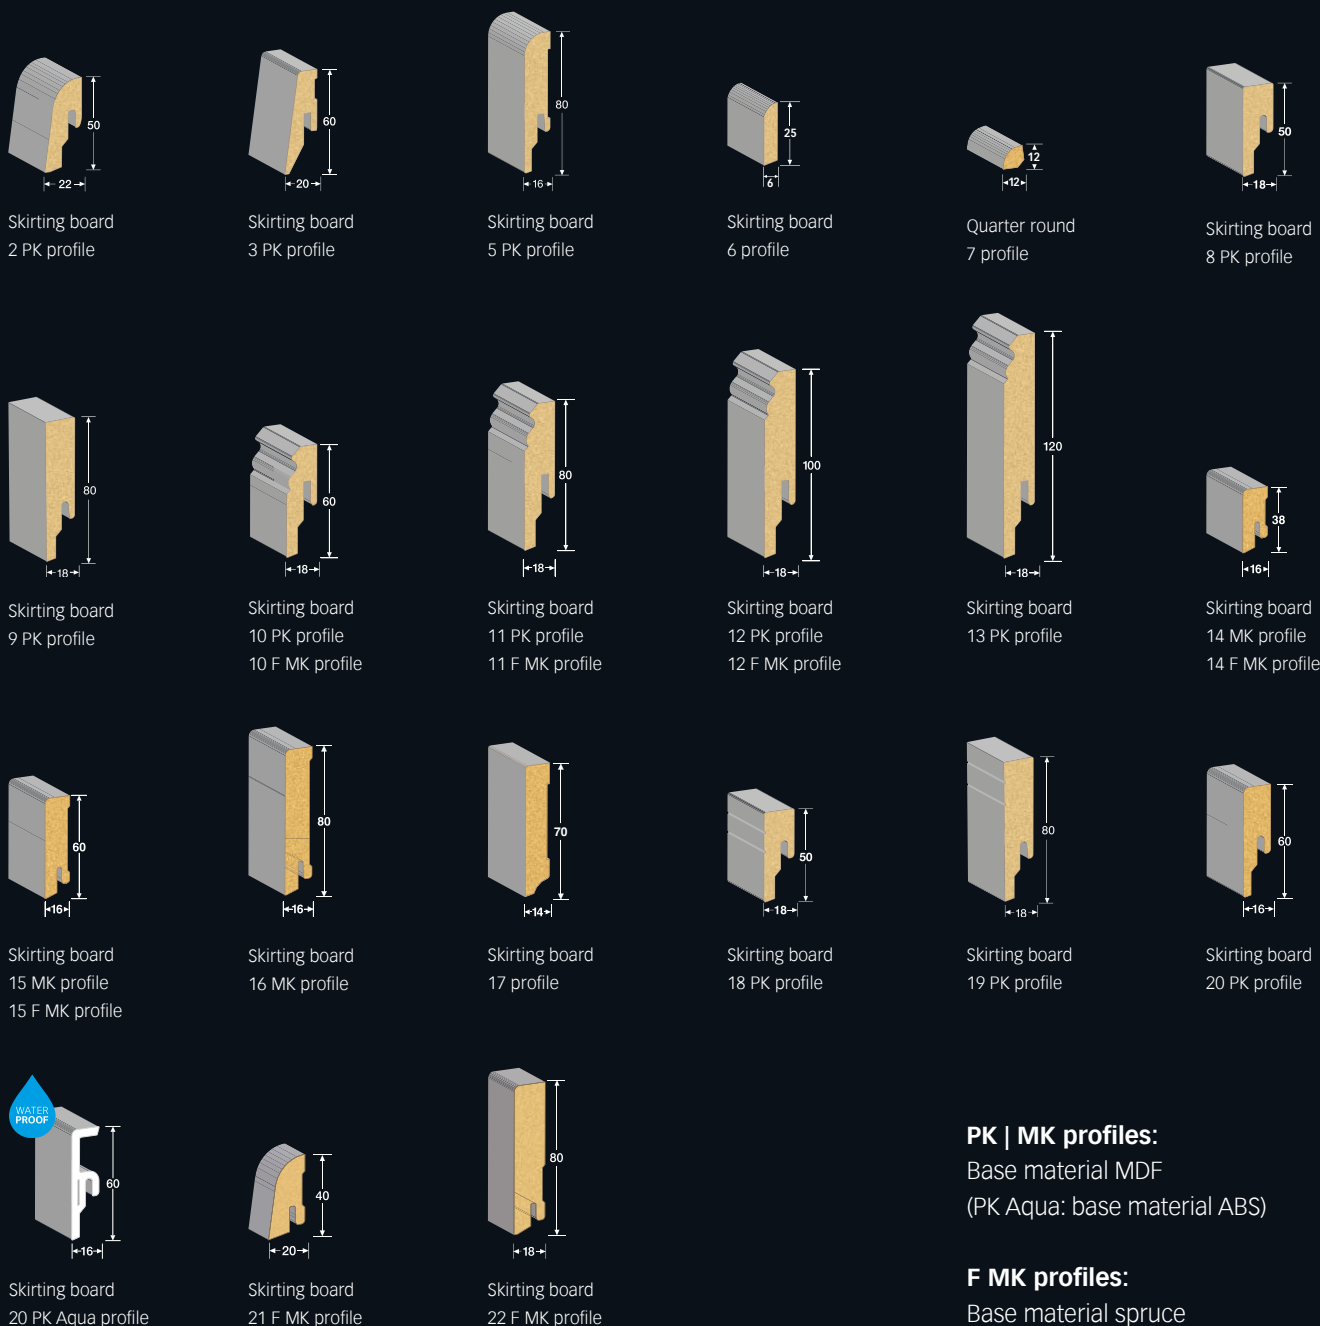 50
22
Skirting board
2 PK profile
60
20
Skirting board
3 PK profile
80
16
Skirting board
5 PK profile
25
6
Skirting board
6 profile
12
12
Quarter round
7 profile
50
18
Skirting board
8 PK profile
80
18
Skirting board
9 PK profile
60
18
Skirting board
10 PK profile
10 F MK profile
80
18
Skirting board
11 PK profile
11 F MK profile
100
18
Skirting board
12 PK profile
12 F MK profile
120
18
Skirting board
13 PK profile
38
16
Skirting board
14 MK profile
14 F MK profile
60
16
Skirting board
15 MK profile
15 F MK profile
80
16
Skirting board
16 MK profile
70
14
Skirting board
17 profile
50
18
Skirting board
18 PK profile
80
18
Skirting board
19 PK profile
60
16
Skirting board
20 PK profile
WATER
PROOF
60
16
Skirting board
20 PK Aqua profile
40
20
Skirting board
21 F MK profile
80
18
Skirting board
22 F MK profile
PK | MK profiles:
Base material MDF
(PK Aqua: base material ABS)
F MK profiles:
Base material spruce